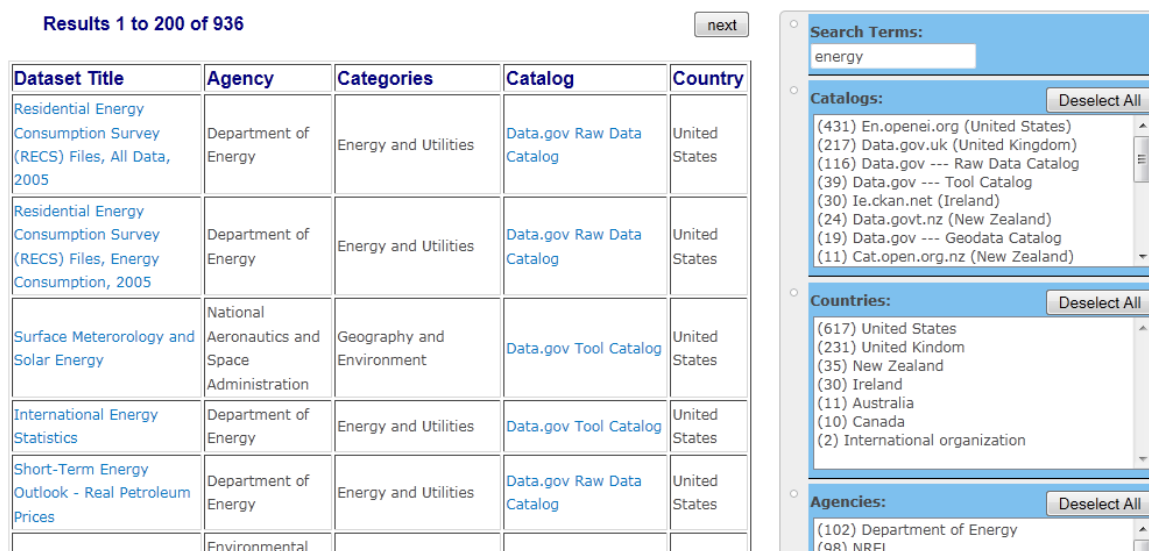 Results 1 to 200 of 936
next
Dataset Title
Agency
Categories
Catalog
Country
Residential Energy
Consumption Survey
(RECS) Files, All Data,
2005
Department of
Energy
Energy and Utilities
Data.gov Raw Data
Catalog
United
States
Residential Energy
Consumption Survey
(RECS) Files, Energy
Consumption, 2005
Department of
Energy
Energy and Utilities
Data.gov Raw Data
Catalog
United
States
Surface Meterorology and
Solar Energy
National
Aeronautics and
Space
Administration
Geography and
Environment
Data.gov Tool Catalog
United
States
International Energy
Statistics
Department of
Energy
Energy and Utilities
Data.gov Tool Catalog
United
States
Short-Term Energy
Outlook - Real Petroleum
Prices
Department of
Energy
Energy and Utilities
Data.gov Raw Data
Catalog
United
States
Environmental
Search Terms:
energy
Catalogs:
Deselect All
(431) En.openei.org (United States)
(217) Data.gov.uk (United Kingdom)
(116) Data.gov --- Raw Data Catalog
(39) Data.gov --- Tool Catalog
(30) Ie.ckan.net (Ireland)
(24) Data.govt.nz (New Zealand)
(19) Data.gov --- Geodata Catalog
(11) Cat.open.org.nz (New Zealand)
Countries:
Deselect All
(617) United States
(231) United Kindom
(35) New Zealand
(30) Ireland
(11) Australia
(10) Canada
(2) International organization
Agencies:
Deselect All
(102) Department of Energy
(98) NREL